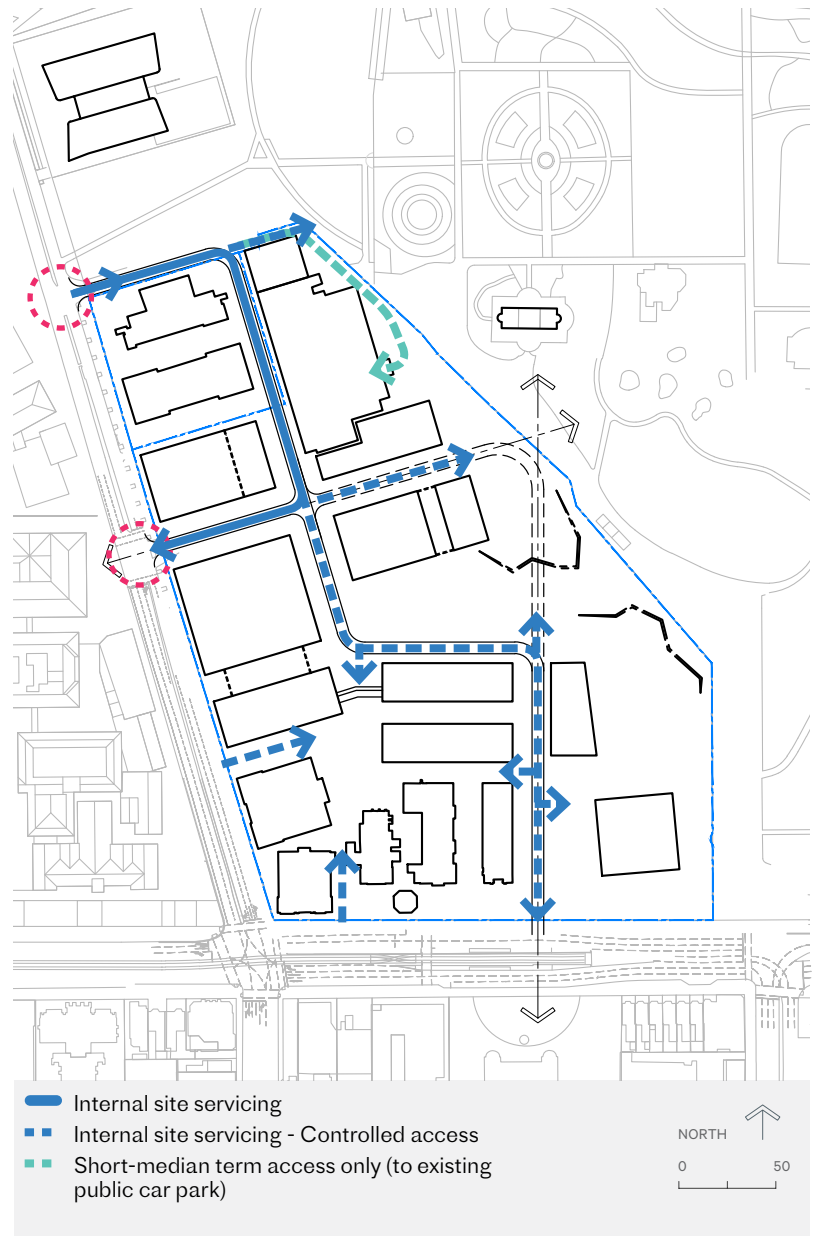 Internal site servicing
Internal site servicing - Controlled access
Short-median term access only (to existing
public car park)
NORTH
0 50